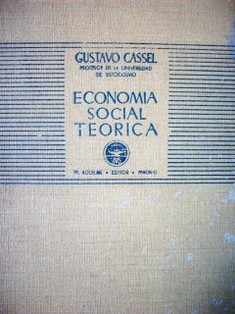 GUSTAVO CASSEL
PROFESOR DE LA UNIVERSIDAD
DE ESTOCOLMO
ECONOMIA
SOCIAL
TEORICA
M. AGUILAR - EDITOR - MADRID